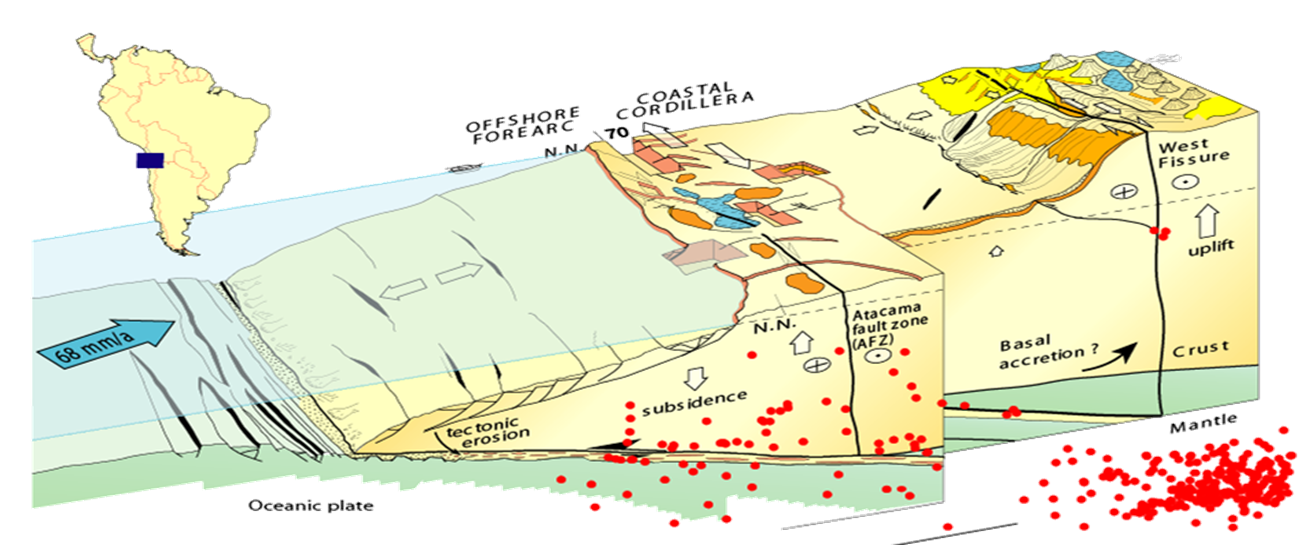 OFFSHORE
FOREARC
COASTAL
CORDILLERA
N.N.
70
68 mm/a
West
Fissure
uplift
N.N.
Atacama
fault zone
(AFZ)
Basal
accretion ?
Crust
subsidence
tectonic
erosion
Mantle
Oceanic plate